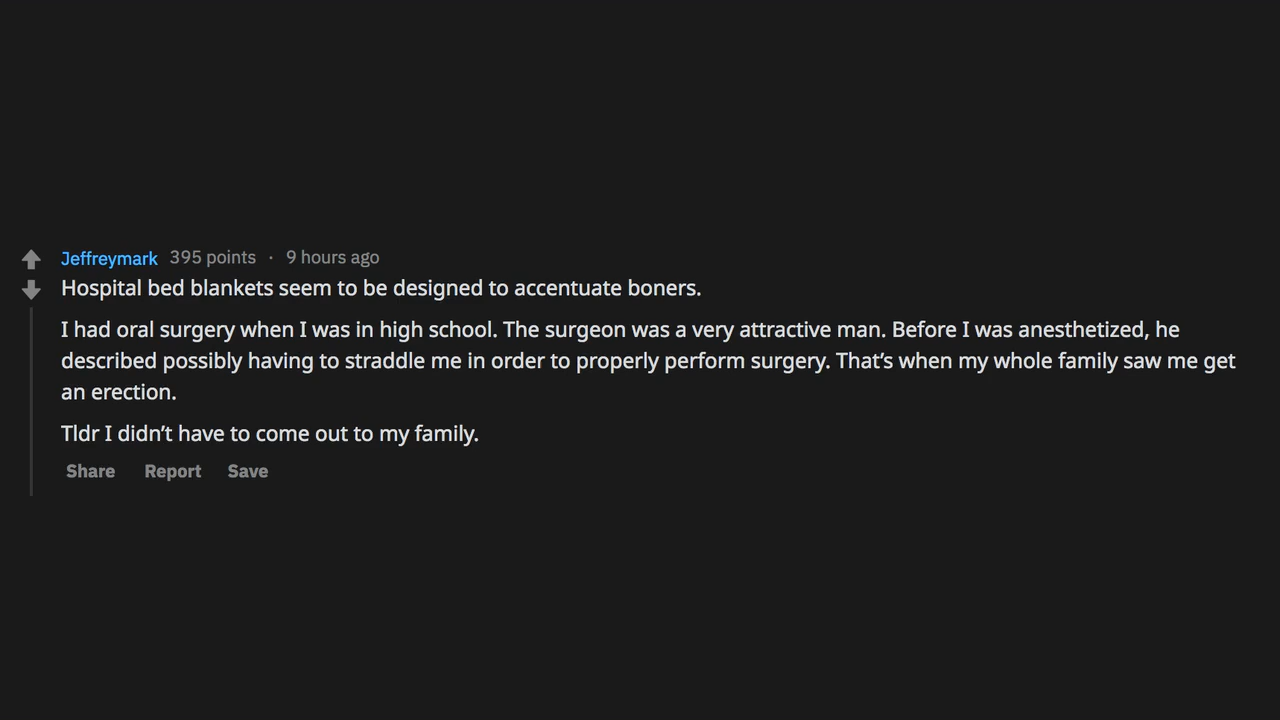 Jeffreymark 395 points · 9 hours ago
Hospital bed blankets seem to be designed to accentuate boners.
I had oral surgery when I was in high school. The surgeon was a very attractive man. Before I was anesthetized, he
described possibly having to straddle me in order to properly perform surgery. That’s when my whole family saw me get
an erection.
Tldr I didn’t have to come out to my family.
Share Report Save